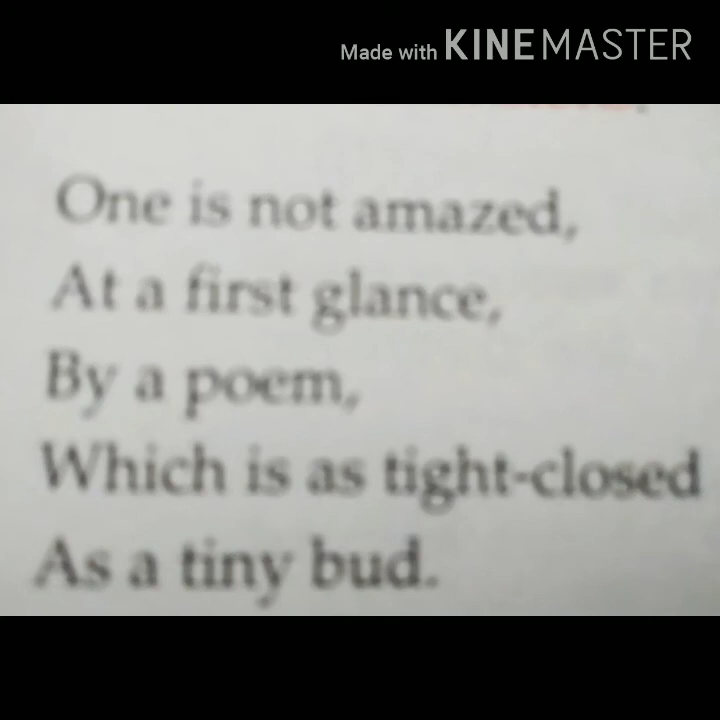 Made with KINEMASTER
One is not amazed,
At a first glance,
By a poem,
Which is as tight-closed
As a tiny bud.